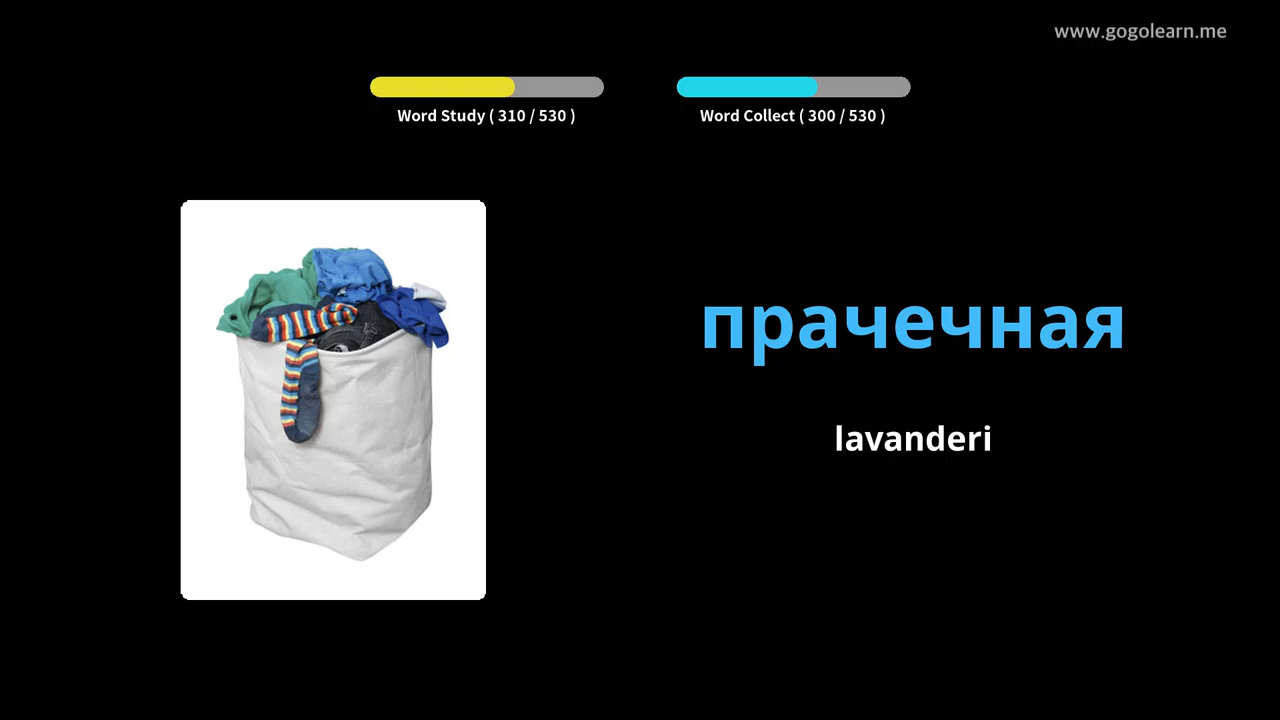 www.gogolearn.me
Word Study ( 310 / 530 )
Word Collect ( 300 / 530 )
прачечная
lavanderi